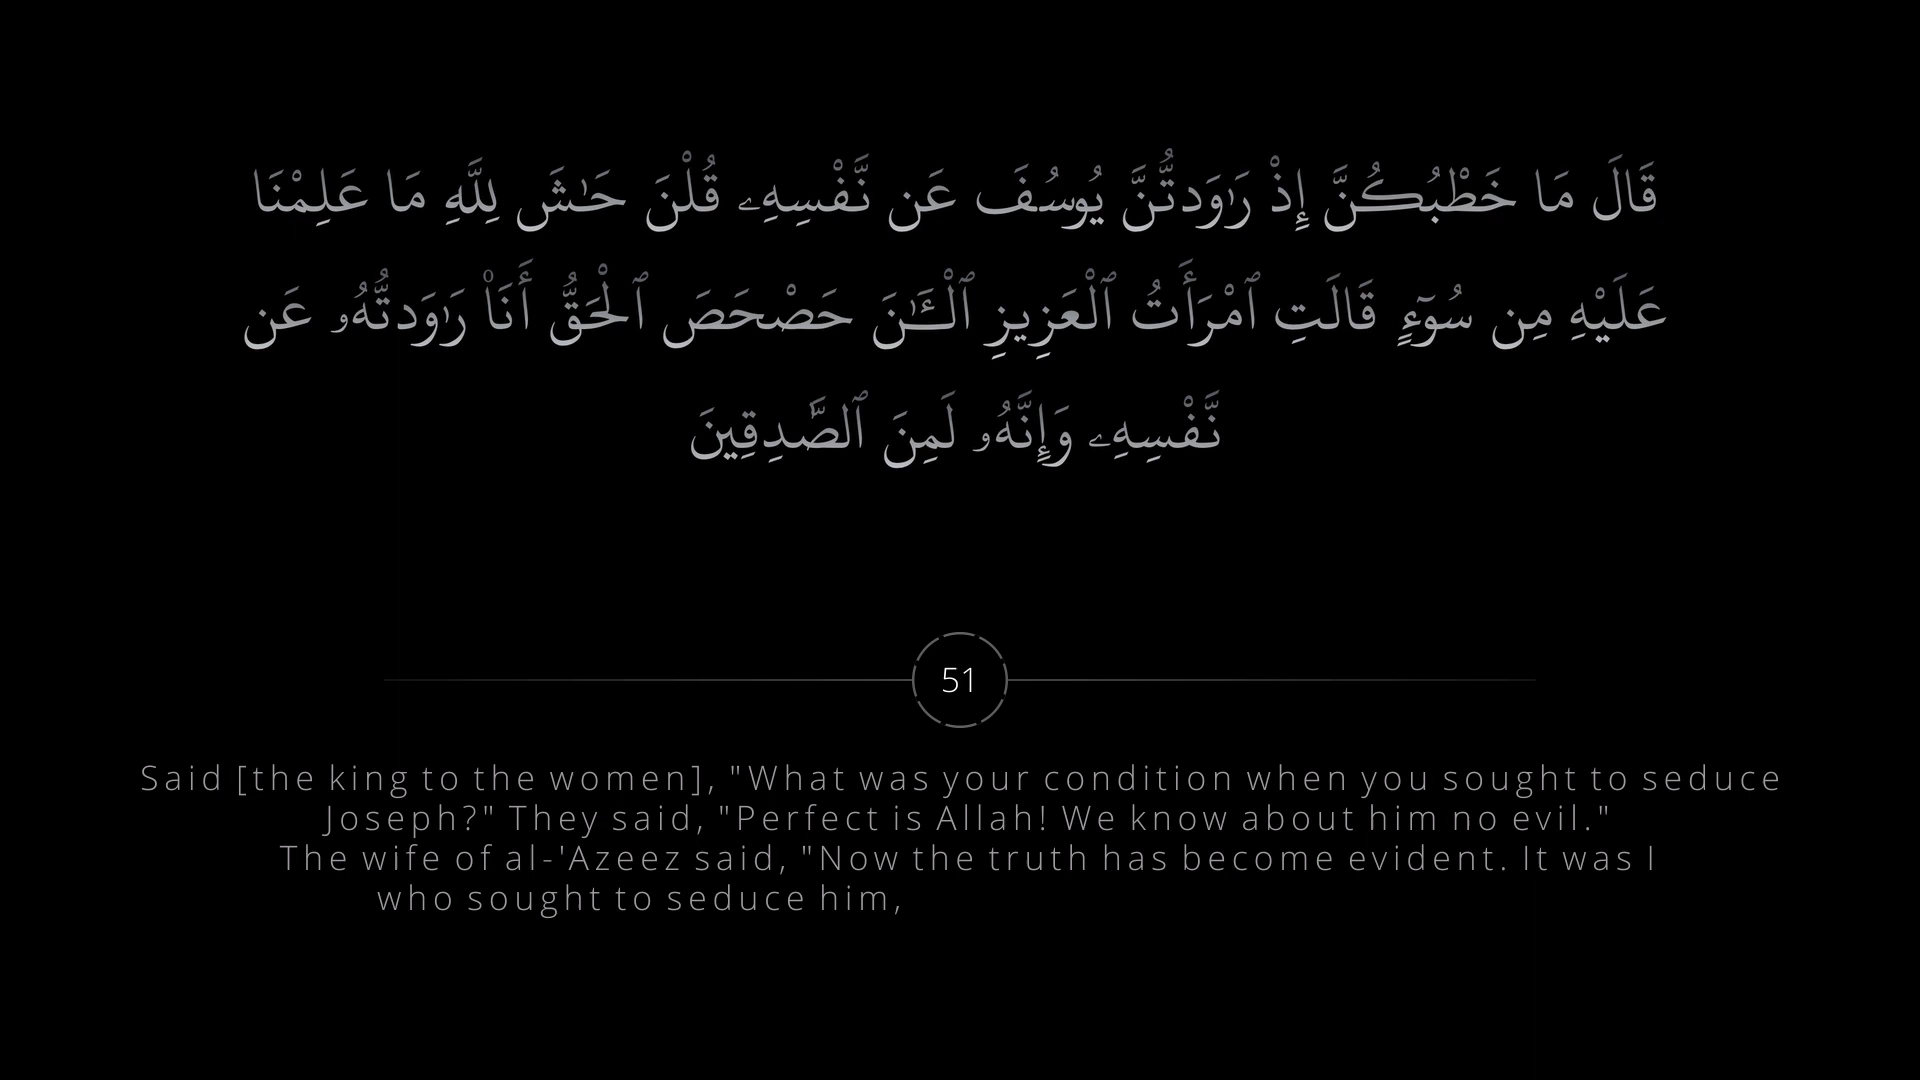 قَالَ مَا خَطْبُكُنَّ إِذْ رَٰوَدتُّنَّ يُوسُفَ عَن نَّفْسِهِۦ قُلْنَ حَـٰشَ لِلَّهِ مَا عَلِمْنَا
عَلَيْهِ مِن سُوٓءٍ قَالَتِ ٱمْرَأَتُ ٱلْعَزِيزِ ٱلْـَٔـٰنَ حَصْحَصَ ٱلْحَقُّ أَنَا۠ رَٰوَدتُّهُۥ عَن
نَّفْسِهِۦ وَإِنَّهُۥ لَمِنَ ٱلصَّـٰدِقِينَ
51
Said [the king to the women], "What was your condition when you sought to seduce
Joseph?" They said, "Perfect is Allah! We know about him no evil."
The wife of al-'Azeez said, "Now the truth has become evident. It was I
who sought to seduce him,